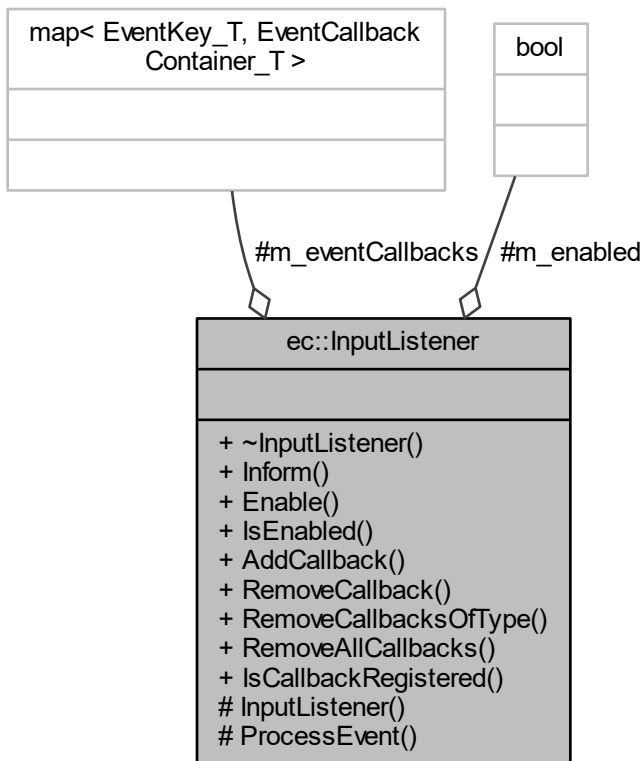 map< EventKey_T, EventCallback
Container_T >
bool
#m_eventCallbacks
#m_enabled
ec::InputListener
+ ~InputListener()
+ Inform()
+ Enable()
+ IsEnabled()
+ AddCallback()
+ RemoveCallback()
+ RemoveCallbacksOfType()
+ RemoveAllCallbacks()
+ IsCallbackRegistered()
# InputListener()
# ProcessEvent()